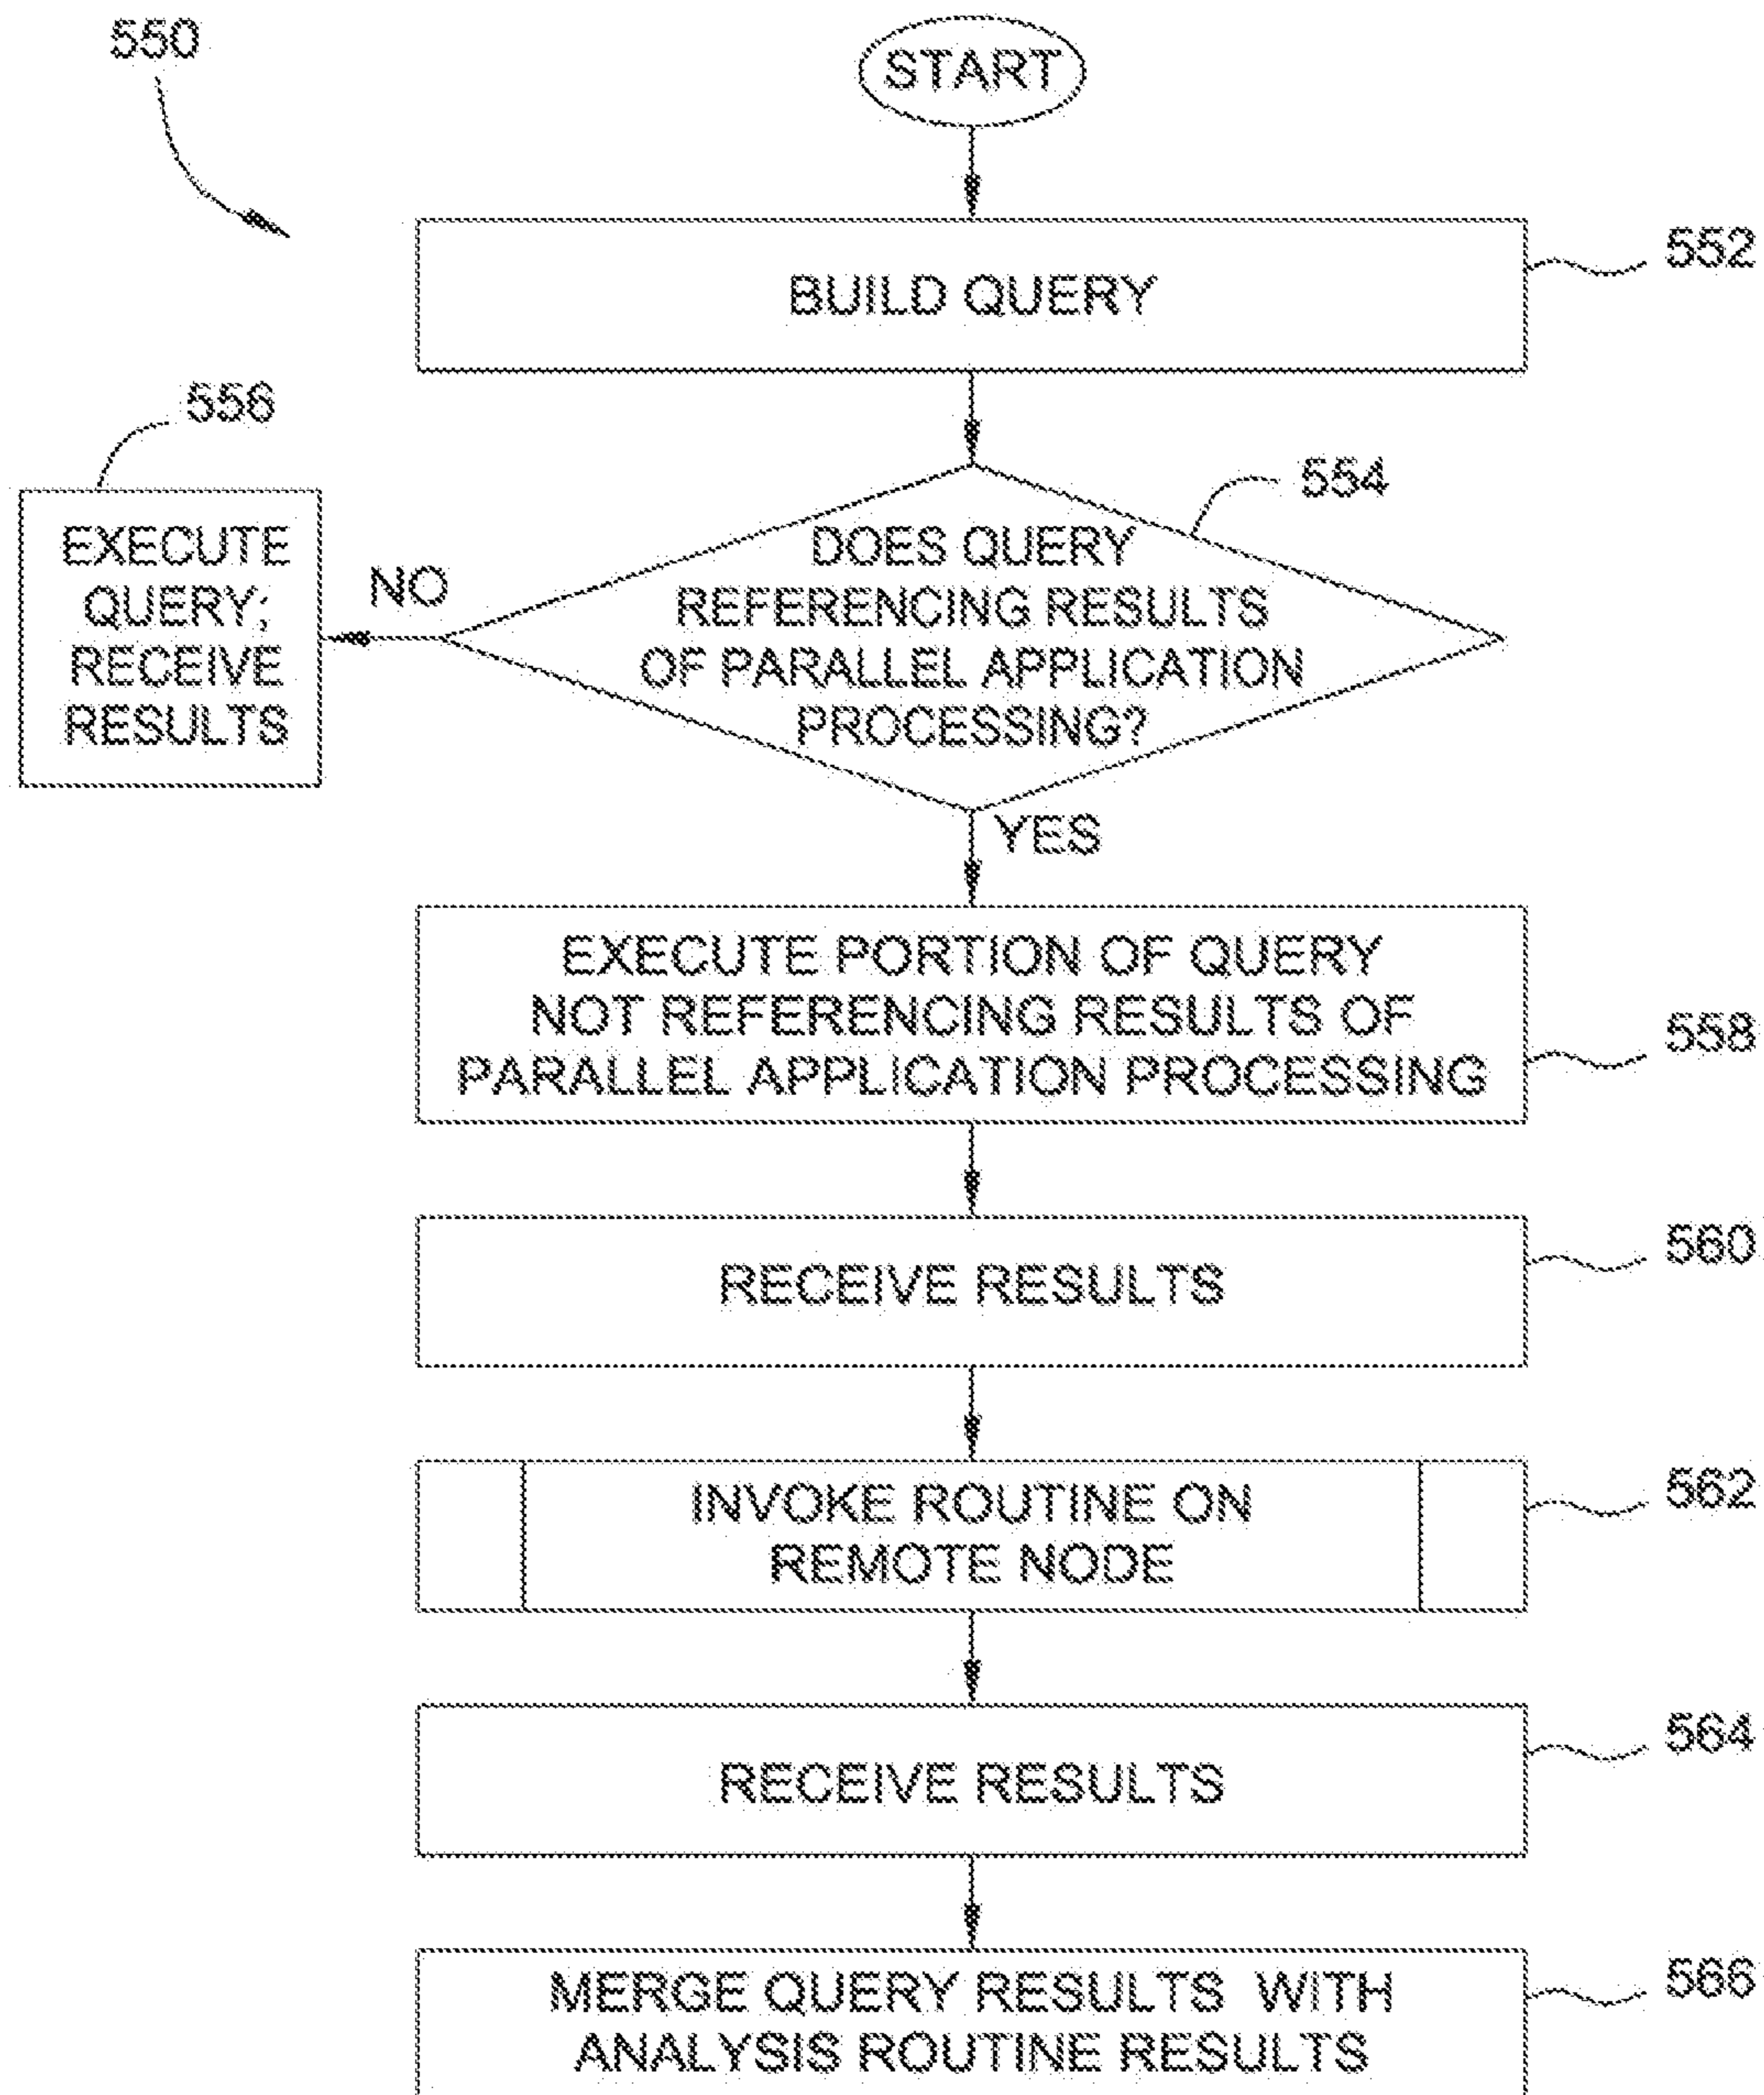 550
START
BUILD QUERY
552
556
EXECUTE
QUERY;
RECEIVE
RESULTS
NO
554
DOES QUERY
REFERENCING RESULTS
OF PARALLEL APPLICATION
PROCESSING?
YES
EXECUTE PORTION OF QUERY
NOT REFERENCING RESULTS OF
PARALLEL APPLICATION PROCESSING
558
RECEIVE RESULTS
560
INVOKE ROUTINE ON
REMOTE NODE
562
RECEIVE RESULTS
564
MERGE QUERY RESULTS WITH
ANALYSIS ROUTINE RESULTS
566